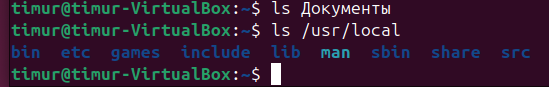 timur@timur-VirtualBox:~$ ls Документы
timur@timur-VirtualBox:~$ ls /usr/local
bin etc games include lib man sbin share src
timur@timur-VirtualBox:~$